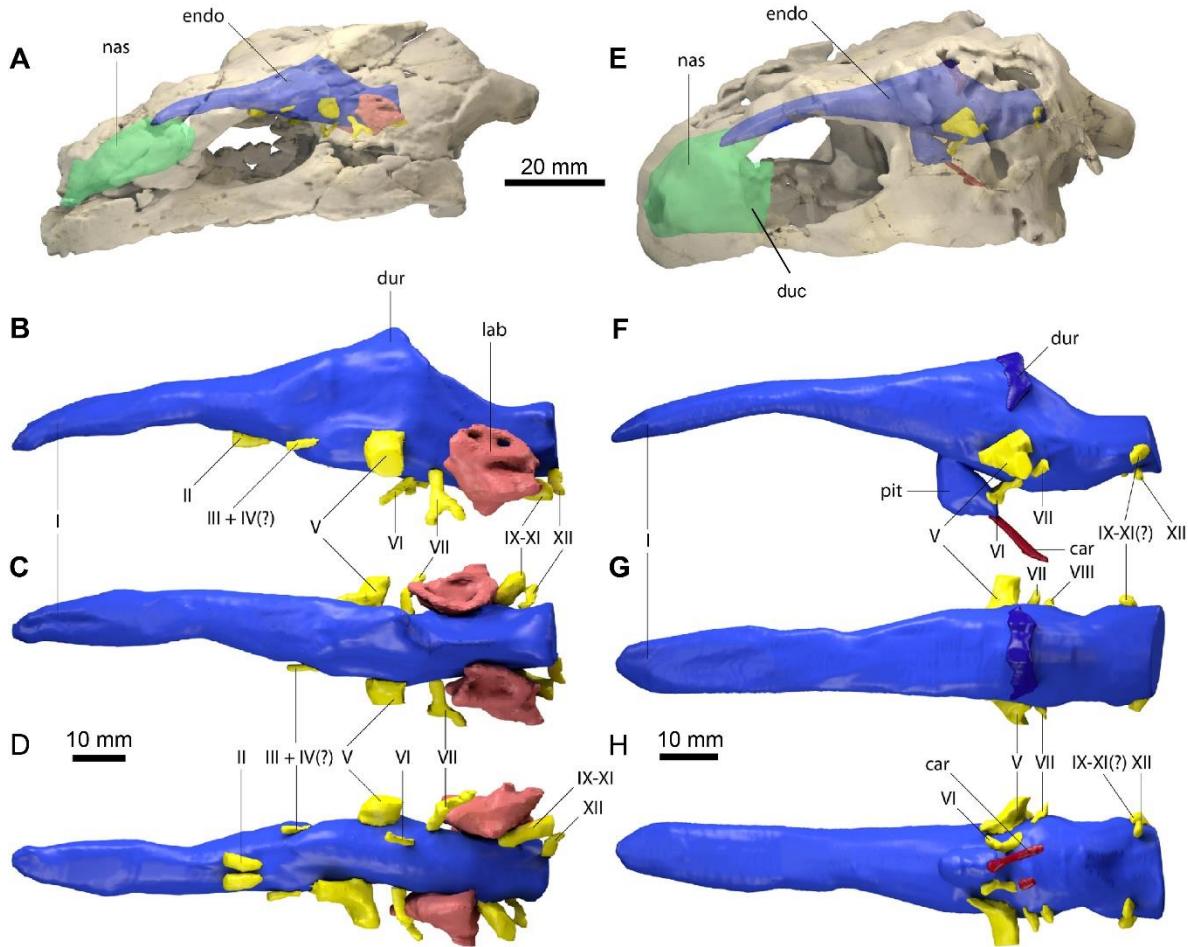 A
nas
endo
20 mm
E
nas
endo
duc
B
dur
lab
I
II
III + IV(?)
V
VI
VII
IX-XI
XII
C
D
10 mm
II
III + IV(?)
V
VI
VII
IX-XI
XII
F
dur
pit
I
V
VI
VII
car
IX-XI(?)
XII
G
VII
VIII
H
10 mm
V
VII
car
VI
IX-XI(?) XII